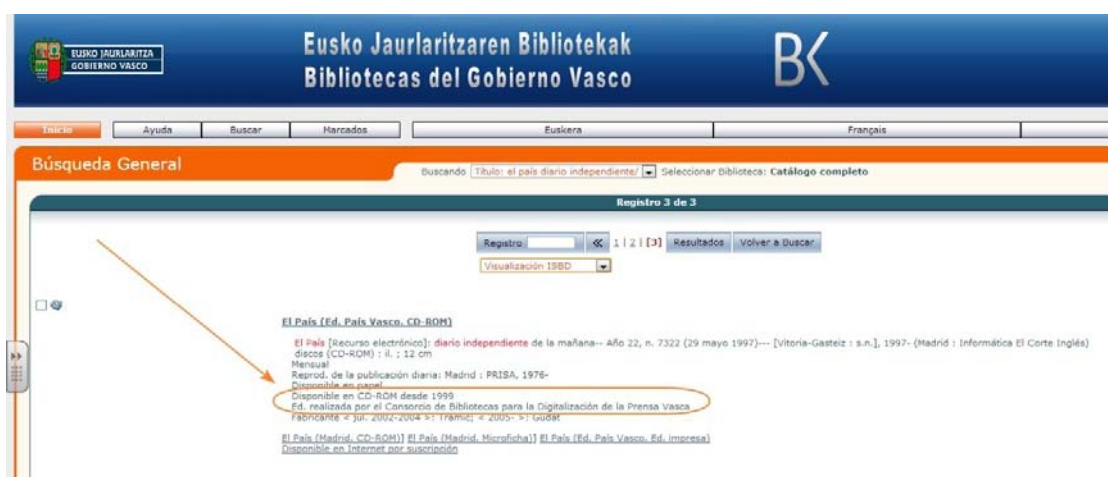 EUSKO JAURLARITZA
GOBIERNO VASCO
Eusko Jaurlaritzaren Bibliotekak
Bibliotecas del Gobierno Vasco
BK
Inicio Ayuda Buscar Marcados Euskera Français
Búsqueda General
Buscando Título: el país diario independiente/ Seleccionar Biblioteca: Catálogo completo
Registro 3 de 3
Registro « 1 | 2 | [3] Resultados Volver a Buscar
Visualización ISBD
El País (Ed. País Vasco. CD-ROM)
El País [Recurso electrónico]: diario independiente de la mañana-- Año 22, n. 7322 (29 mayo 1997)--- [Vitoria-Gasteiz : s.n.], 1997- (Madrid : Informática El Corte Inglés)
discos (CD-ROM) : il. ; 12 cm
Mensual
Reprod. de la publicación diaria: Madrid : PRISA, 1976-
Disponible en papel
Disponible en CD-ROM desde 1999
Ed. realizada por el Consorcio de Bibliotecas para la Digitalización de la Prensa Vasca
Fabricante < jul. 2002-2004 >: Tramic; < 2005- >: Gudat
El País (Madrid. CD-ROM)] El País (Madrid. Microficha)] El País (Ed. País Vasco. Ed. impresa)
Disponible en Internet por suscripción